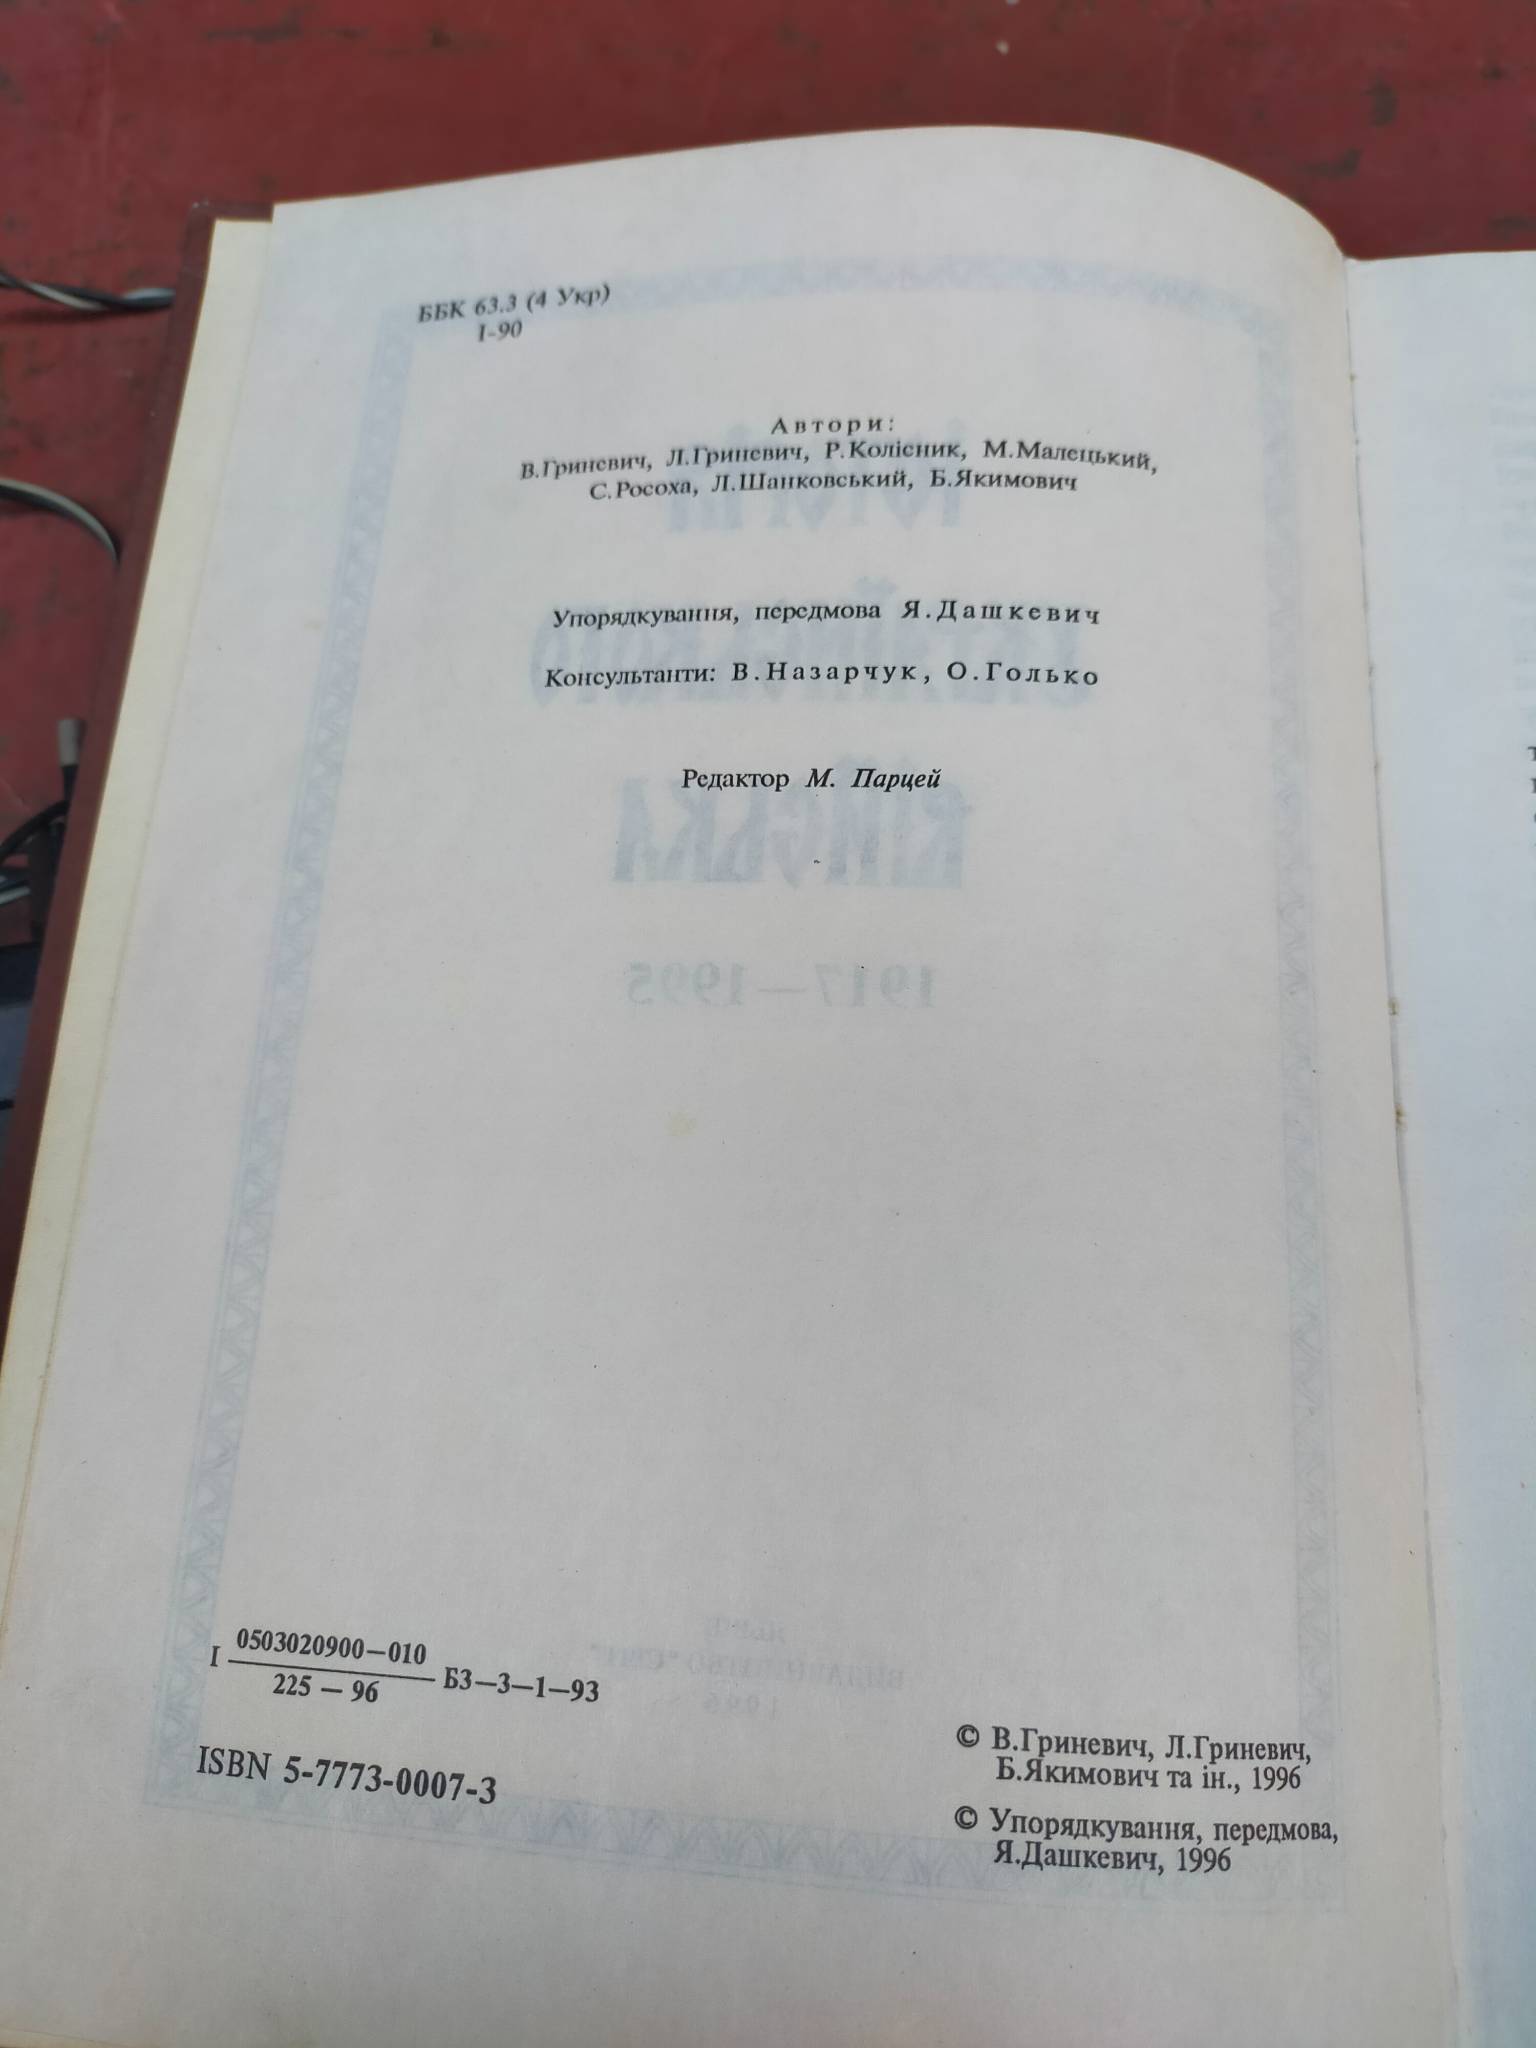 ББК 63.3 (4 Укр)
І-90
Автори:
В.Гриневич, Л.Гриневич, Р.Колісник, М.Малецький,
С.Росоха, Л.Шанковський, Б.Якимович
Упорядкування, передмова Я.Дашкевич
Консультанти: В.Назарчук, О.Голько
Редактор М. Парцей
1917—1995
І 0503020900—010
225 — 96 БЗ—3—1—93
ISBN 5-7773-0007-3
© В.Гриневич, Л.Гриневич,
Б.Якимович та ін., 1996
© Упорядкування, передмова,
Я.Дашкевич, 1996